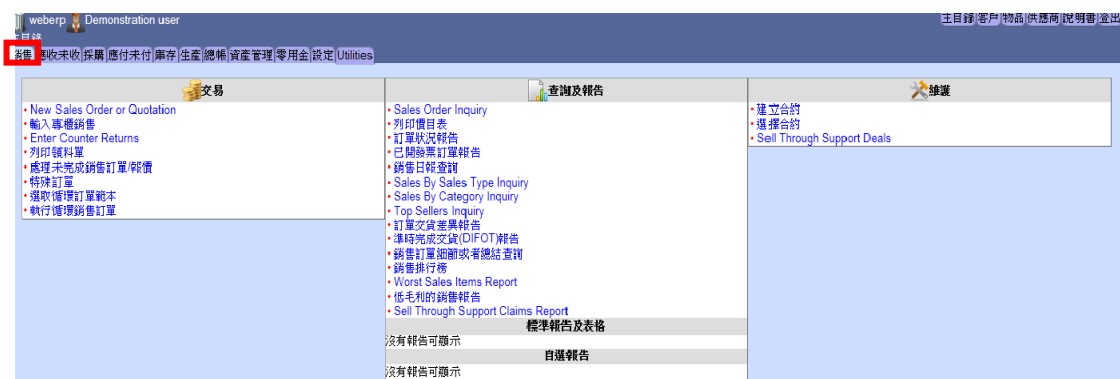 weberp Demonstration user
主目錄|客戶|物品|供應商|說明書|登出
主目錄
銷售|應收未收|採購|應付未付|庫存|生產|總帳|資產管理|零用金|設定|Utilities
交易
New Sales Order or Quotation
輸入專櫃銷售
Enter Counter Returns
列印領料單
處理未完成銷售訂單/報價
特殊訂單
選取循環訂單範本
執行循環銷售訂單
查詢及報告
Sales Order Inquiry
列印價目表
訂單狀況報告
已開發票訂單報告
銷售日報查詢
Sales By Sales Type Inquiry
Sales By Category Inquiry
Top Sellers Inquiry
訂單交貨差異報告
準時完成交貨(DIFOT)報告
銷售訂單細節或者總結查詢
銷售排行榜
Worst Sales Items Report
低毛利的銷售報告
Sell Through Support Claims Report
標準報告及表格
沒有報告可顯示
自選報告
沒有報告可顯示
維護
建立合約
選擇合約
Sell Through Support Deals